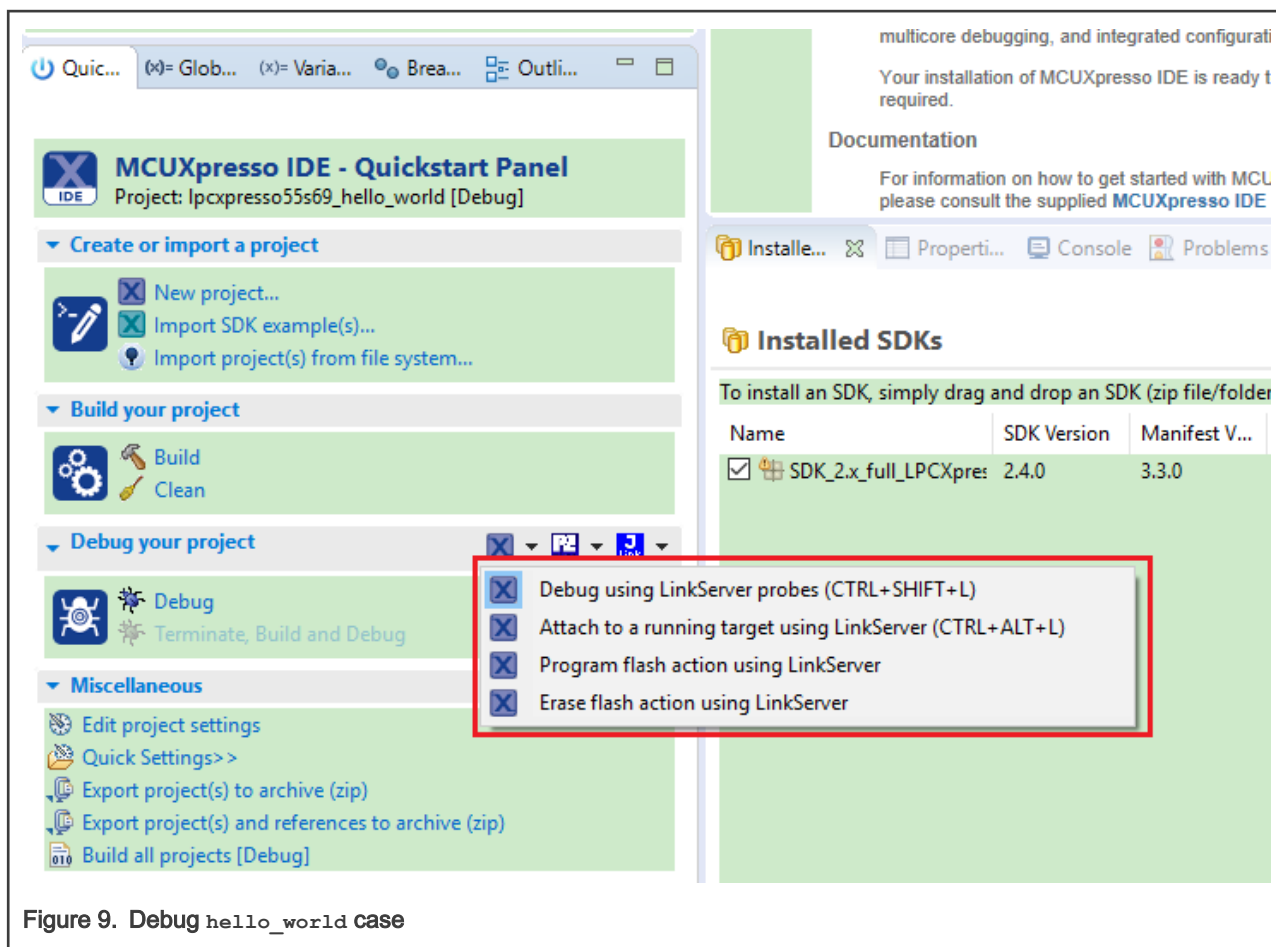 Quic...
(x)= Glob...
(x)= Varia...
Brea...
Outli...
IDE
MCUXpresso IDE - Quickstart Panel
Project: lpcxpresso55s69_hello_world [Debug]
Create or import a project
New project...
Import SDK example(s)...
Import project(s) from file system...
Build your project
Build
Clean
Debug your project
Debug
Terminate, Build and Debug
Debug using LinkServer probes (CTRL+SHIFT+L)
Attach to a running target using LinkServer (CTRL+ALT+L)
Program flash action using LinkServer
Erase flash action using LinkServer
Miscellaneous
Edit project settings
Quick Settings>>
Export project(s) to archive (zip)
Export project(s) and references to archive (zip)
Build all projects [Debug]
multicore debugging, and integrated configurati
Your installation of MCUXpresso IDE is ready t
required.
Documentation
For information on how to get started with MCU
please consult the supplied MCUXpresso IDE
Installe...
Properti...
Console
Problems
Installed SDKs
To install an SDK, simply drag and drop an SDK (zip file/folder
Name SDK Version Manifest V...
SDK_2.x_full_LPCXpres 2.4.0 3.3.0
Figure 9. Debug hello_world case